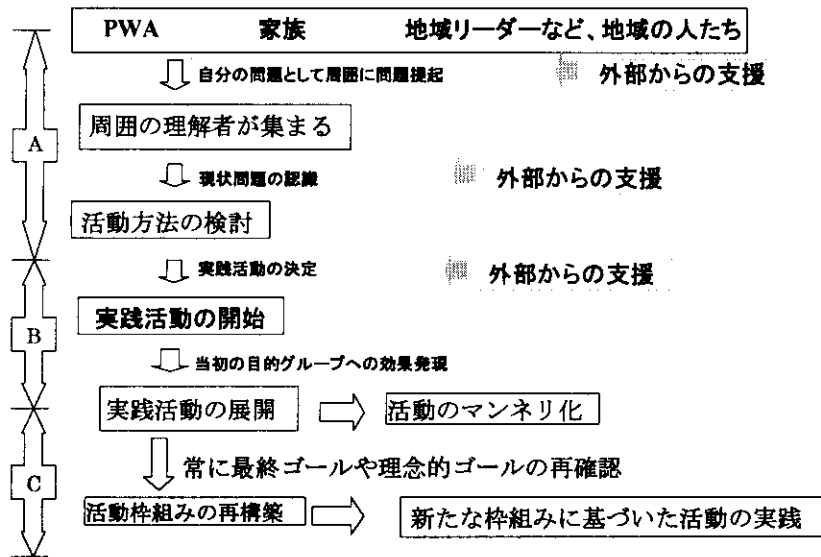 PWA 家族 地域リーダーなど、地域の人たち
自分の問題として周囲に問題提起 外部からの支援
A
周囲の理解者が集まる
現状問題の認識 外部からの支援
活動方法の検討
実践活動の決定 外部からの支援
B
実践活動の開始
当初の目的グループへの効果発現
実践活動の展開 活動のマンネリ化
C
常に最終ゴールや理念的ゴールの再確認
活動枠組みの再構築 新たな枠組みに基づいた活動の実践